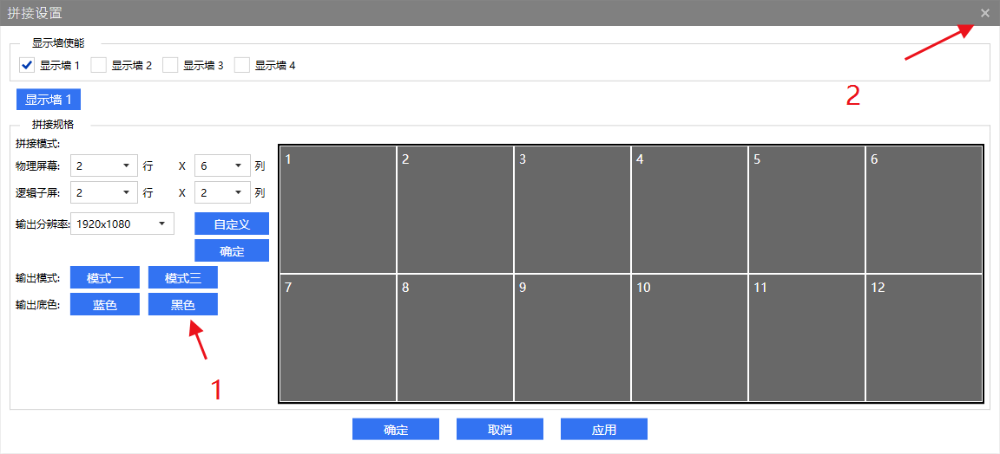 拼接设置
显示墙使能
显示墙 1 显示墙 2 显示墙 3 显示墙 4
2
显示墙 1
拼接规格
拼接模式:
物理屏幕: 2 行 X 6 列
逻辑子屏: 2 行 X 2 列
输出分辨率: 1920x1080 自定义
确定
输出模式: 模式一 模式三
输出底色: 蓝色 黑色
1
1 2 3 4 5 6
7 8 9 10 11 12
确定 取消 应用